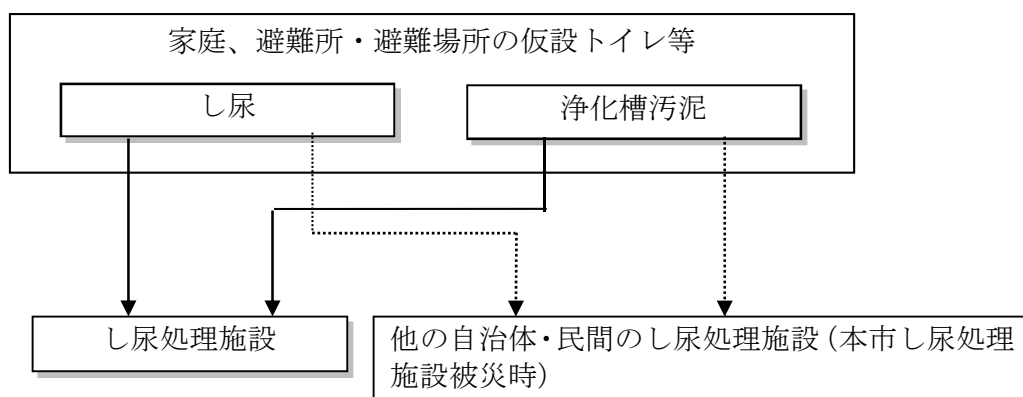 家庭、避難所・避難場所の仮設トイレ等
し尿
浄化槽汚泥
し尿処理施設
他の自治体・民間のし尿処理施設（本市し尿処理
施設被災時）